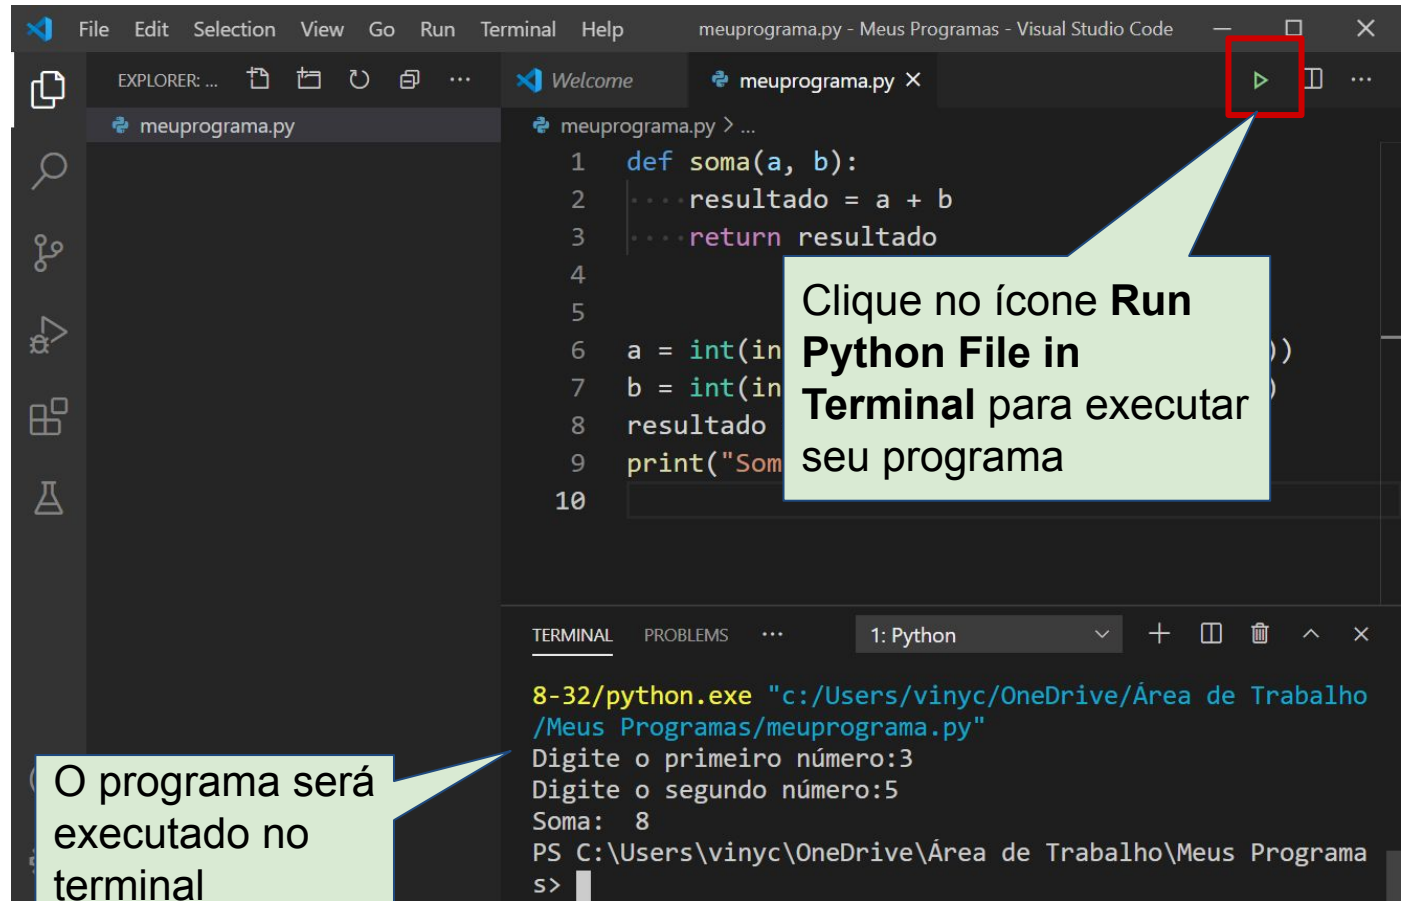 File Edit Selection View Go Run Terminal Help meuprograma.py - Meus Programas - Visual Studio Code
EXPLORER: ... Welcome meuprograma.py
meuprograma.py
meuprograma.py > ...
1 def soma(a, b):
2 ····resultado = a + b
3 ····return resultado
4
5
6 a = int(in ))
7 b = int(in )
8 resultado
9 print("Som
10
Clique no ícone Run
Python File in
Terminal para executar
seu programa
TERMINAL PROBLEMS ··· 1: Python
8-32/python.exe "c:/Users/vinyc/OneDrive/Área de Trabalho
/Meus Programas/meuprograma.py"
Digite o primeiro número:3
Digite o segundo número:5
Soma:  8
PS C:\Users\vinyc\OneDrive\Área de Trabalho\Meus Programa
s>
O programa será
executado no
terminal